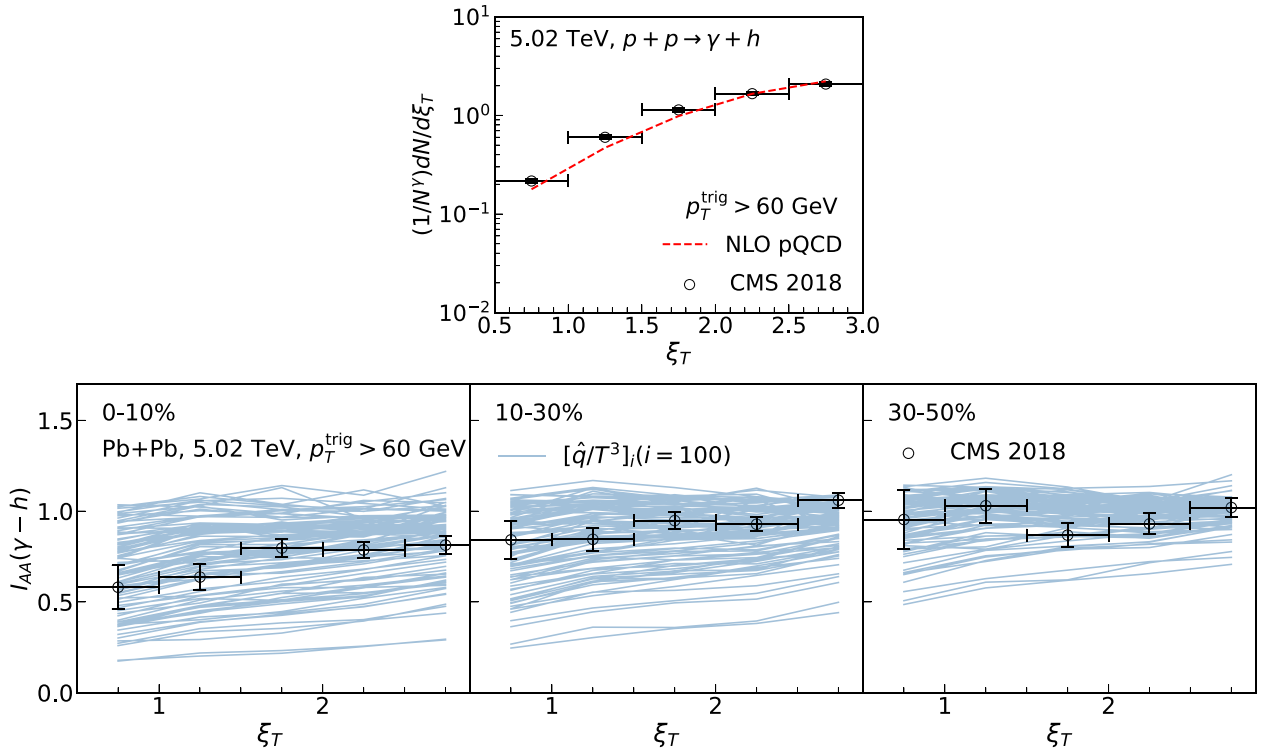 10^1
5.02 TeV, p + p → γ + h
10^0
(1/N^γ)dN/dξ_T
10^−1
p_T^trig > 60 GeV
NLO pQCD
CMS 2018
10^−2
0.5 1.0 1.5 2.0 2.5 3.0
ξ_T
1.5 0-10% 10-30% 30-50%
Pb+Pb, 5.02 TeV, p_T^trig > 60 GeV [q̂/T^3]_i(i = 100) CMS 2018
I_AA(γ − h)
1.0
0.5
0.0
1 2 1 2 1 2
ξ_T ξ_T ξ_T